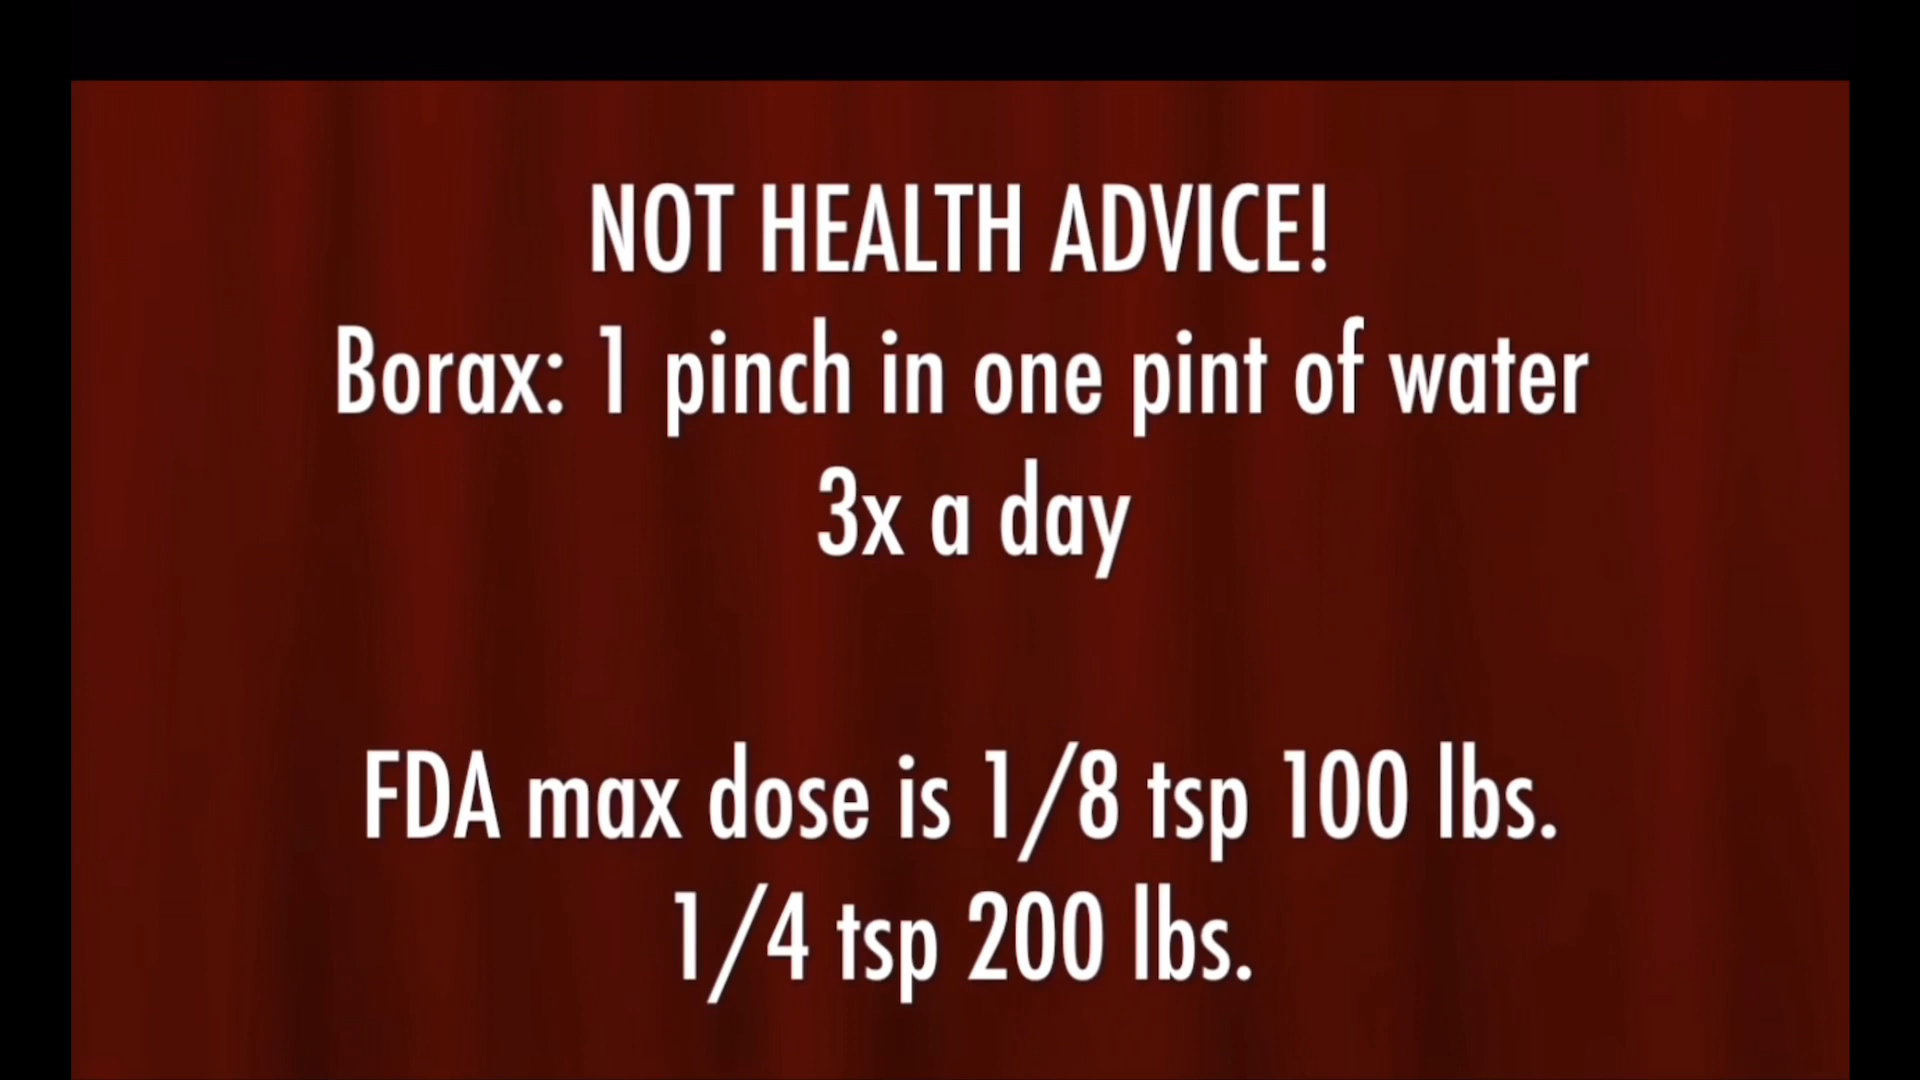 NOT HEALTH ADVICE!
Borax: 1 pinch in one pint of water
3x a day
FDA max dose is 1/8 tsp 100 lbs.
1/4 tsp 200 lbs.